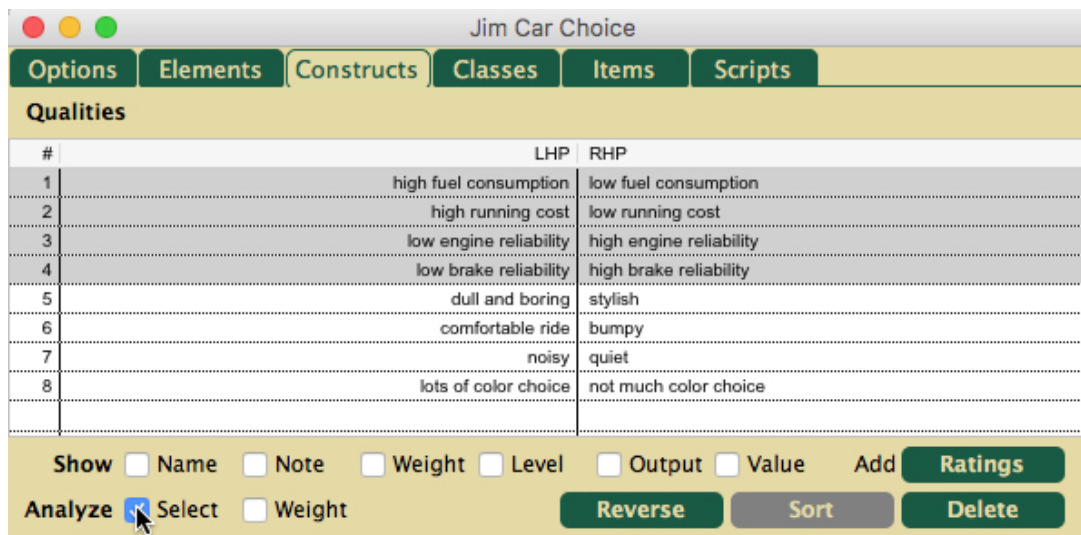 Jim Car Choice
Options Elements Constructs Classes Items Scripts
Qualities
# LHP RHP
1 high fuel consumption low fuel consumption
2 high running cost low running cost
3 low engine reliability high engine reliability
4 low brake reliability high brake reliability
5 dull and boring stylish
6 comfortable ride bumpy
7 noisy quiet
8 lots of color choice not much color choice
Show Name Note Weight Level Output Value Add Ratings
Analyze Select Weight Reverse Sort Delete